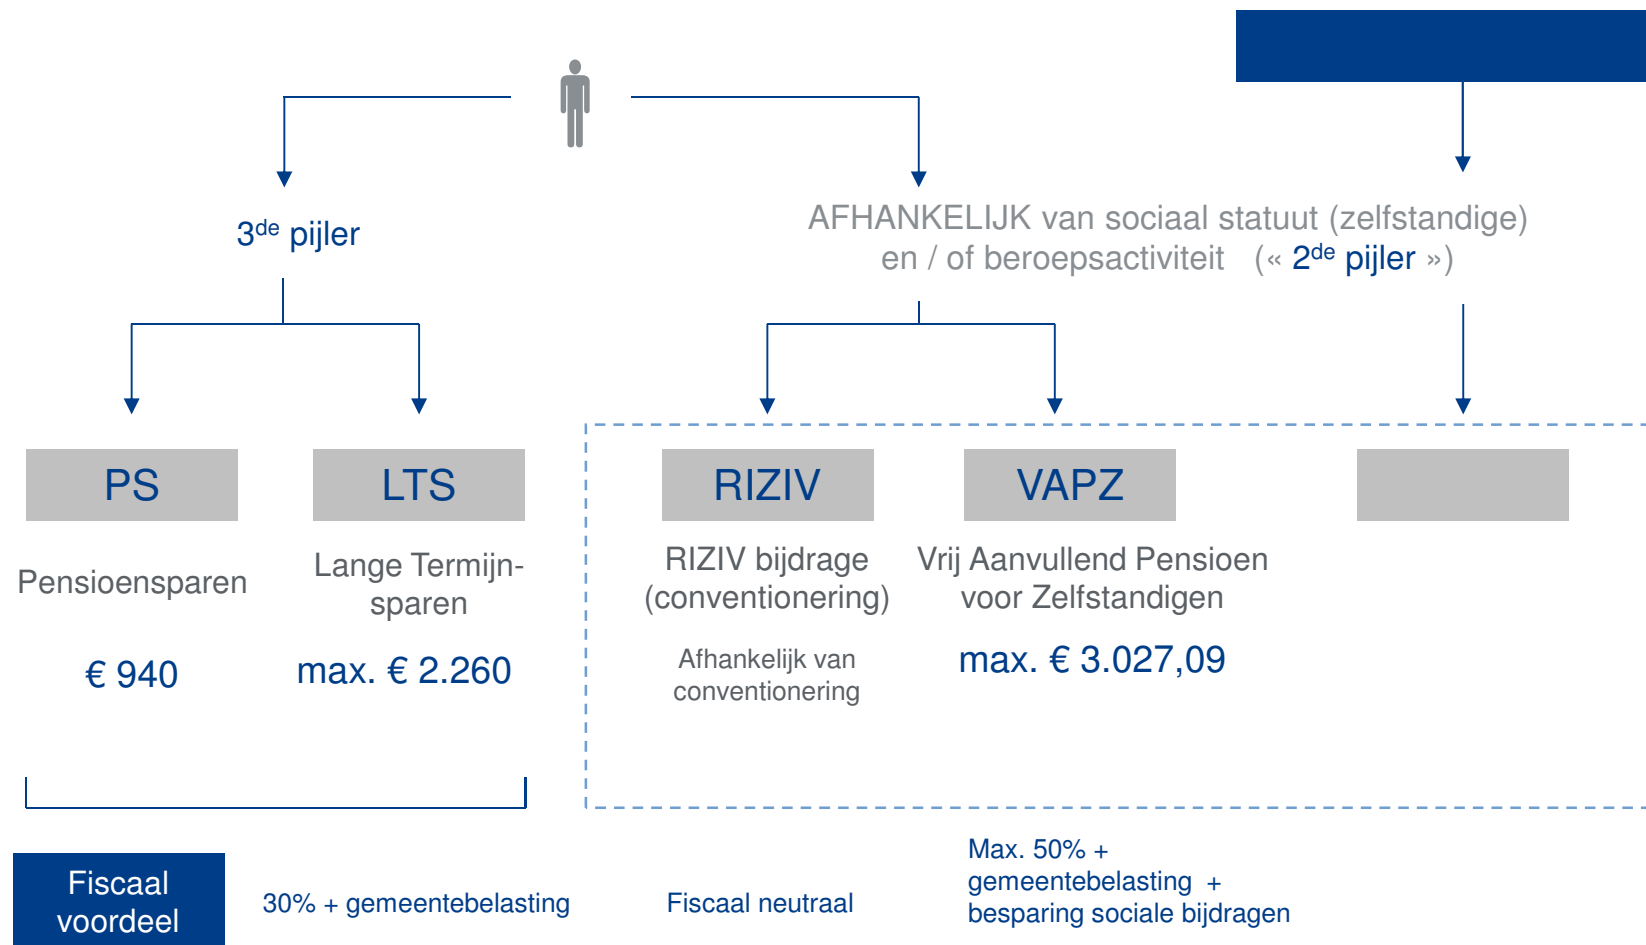 3de pijler
AFHANKELIJK van sociaal statuut (zelfstandige)
en / of beroepsactiviteit (« 2de pijler »)
PS
LTS
RIZIV
VAPZ
Pensioensparen
Lange Termijn-
sparen
RIZIV bijdrage
(conventionering)
Vrij Aanvullend Pensioen
voor Zelfstandigen
€ 940
max. € 2.260
Afhankelijk van
conventionering
max. € 3.027,09
Fiscaal
voordeel
30% + gemeentebelasting
Fiscaal neutraal
Max. 50% +
gemeentebelasting +
besparing sociale bijdragen